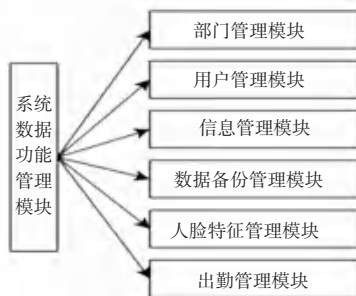 系统
数据
功能
管理
模块
部门管理模块
用户管理模块
信息管理模块
数据备份管理模块
人脸特征管理模块
出勤管理模块